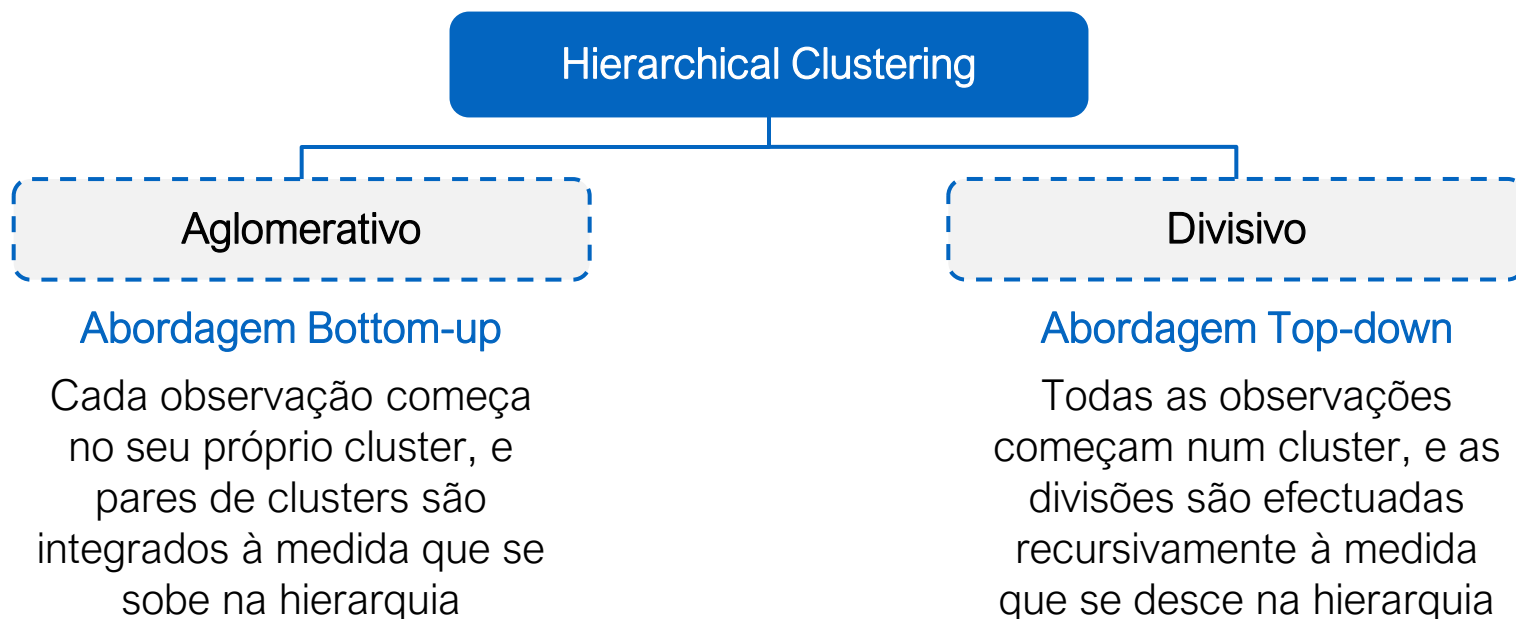 Hierarchical Clustering
Aglomerativo
Abordagem Bottom-up
Cada observação começa
no seu próprio cluster, e
pares de clusters são
integrados à medida que se
sobe na hierarquia
Divisivo
Abordagem Top-down
Todas as observações
começam num cluster, e as
divisões são efectuadas
recursivamente à medida
que se desce na hierarquia